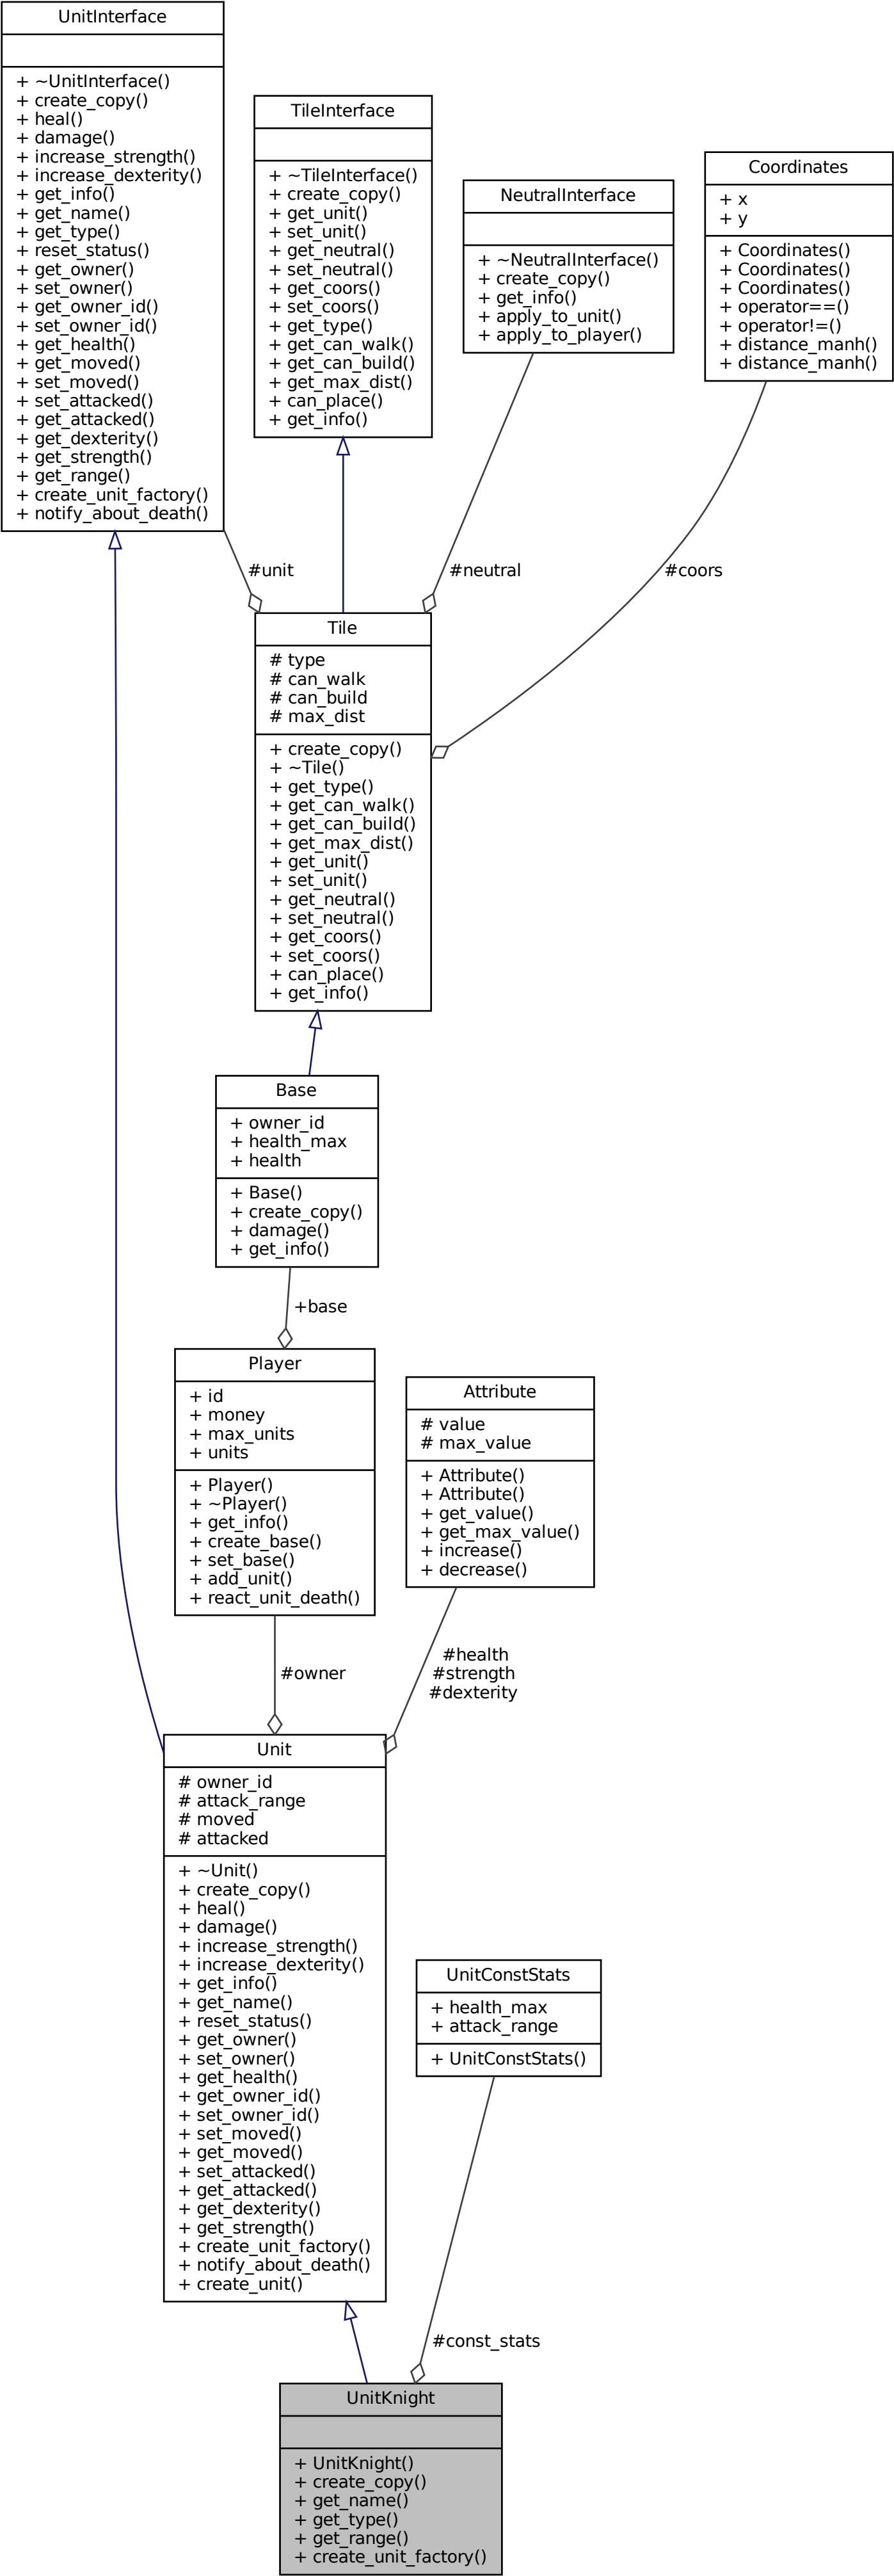 UnitInterface
+ ~UnitInterface()
+ create_copy()
+ heal()
+ damage()
+ increase_strength()
+ increase_dexterity()
+ get_info()
+ get_name()
+ get_type()
+ reset_status()
+ get_owner()
+ set_owner()
+ get_owner_id()
+ set_owner_id()
+ get_health()
+ get_moved()
+ set_moved()
+ set_attacked()
+ get_attacked()
+ get_dexterity()
+ get_strength()
+ get_range()
+ create_unit_factory()
+ notify_about_death()
TileInterface
+ ~TileInterface()
+ create_copy()
+ get_unit()
+ set_unit()
+ get_neutral()
+ set_neutral()
+ get_coors()
+ set_coors()
+ get_type()
+ get_can_walk()
+ get_can_build()
+ get_max_dist()
+ can_place()
+ get_info()
NeutralInterface
+ ~NeutralInterface()
+ create_copy()
+ get_info()
+ apply_to_unit()
+ apply_to_player()
Coordinates
+ x
+ y
+ Coordinates()
+ Coordinates()
+ Coordinates()
+ operator==()
+ operator!=()
+ distance_manh()
+ distance_manh()
#unit
#neutral
#coors
Tile
# type
# can_walk
# can_build
# max_dist
+ create_copy()
+ ~Tile()
+ get_type()
+ get_can_walk()
+ get_can_build()
+ get_max_dist()
+ get_unit()
+ set_unit()
+ get_neutral()
+ set_neutral()
+ get_coors()
+ set_coors()
+ can_place()
+ get_info()
Base
+ owner_id
+ health_max
+ health
+ Base()
+ create_copy()
+ damage()
+ get_info()
+base
Player
+ id
+ money
+ max_units
+ units
+ Player()
+ ~Player()
+ get_info()
+ create_base()
+ set_base()
+ add_unit()
+ react_unit_death()
Attribute
# value
# max_value
+ Attribute()
+ Attribute()
+ get_value()
+ get_max_value()
+ increase()
+ decrease()
#owner
#health
#strength
#dexterity
Unit
# owner_id
# attack_range
# moved
# attacked
+ ~Unit()
+ create_copy()
+ heal()
+ damage()
+ increase_strength()
+ increase_dexterity()
+ get_info()
+ get_name()
+ reset_status()
+ get_owner()
+ set_owner()
+ get_health()
+ get_owner_id()
+ set_owner_id()
+ set_moved()
+ get_moved()
+ set_attacked()
+ get_attacked()
+ get_dexterity()
+ get_strength()
+ create_unit_factory()
+ notify_about_death()
+ create_unit()
UnitConstStats
+ health_max
+ attack_range
+ UnitConstStats()
#const_stats
UnitKnight
+ UnitKnight()
+ create_copy()
+ get_name()
+ get_type()
+ get_range()
+ create_unit_factory()